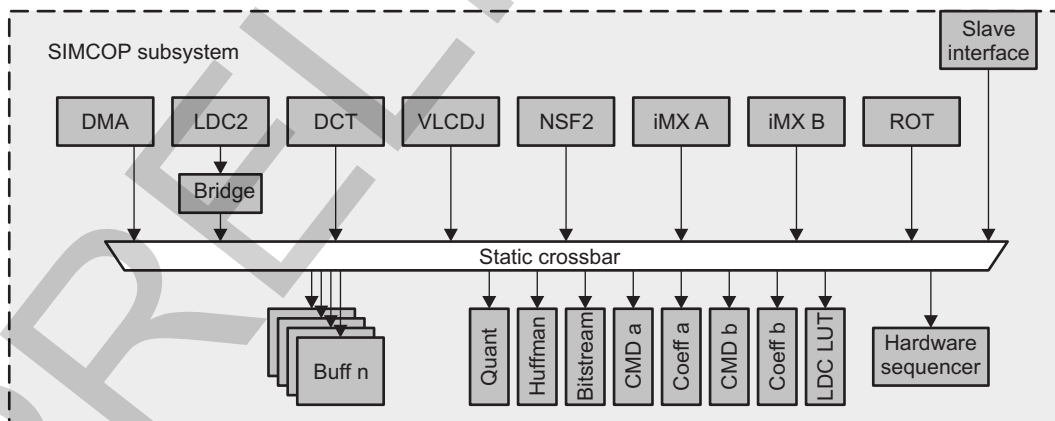 SIMCOP subsystem
Slave
interface
DMA
LDC2
DCT
VLCDJ
NSF2
iMX A
iMX B
ROT
Bridge
Static crossbar
Buff n
Quant
Huffman
Bitstream
CMD a
Coeff a
CMD b
Coeff b
LDC LUT
Hardware
sequencer